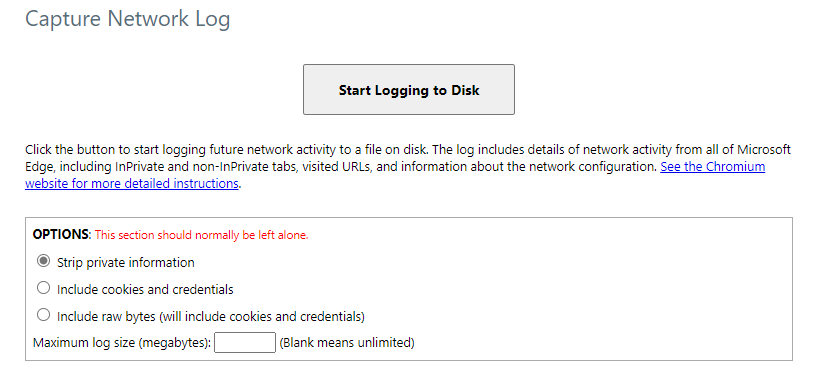 Capture Network Log
Start Logging to Disk
Click the button to start logging future network activity to a file on disk. The log includes details of network activity from all of Microsoft
Edge, including InPrivate and non-InPrivate tabs, visited URLs, and information about the network configuration. See the Chromium
website for more detailed instructions.
OPTIONS: This section should normally be left alone.
Strip private information
Include cookies and credentials
Include raw bytes (will include cookies and credentials)
Maximum log size (megabytes): (Blank means unlimited)